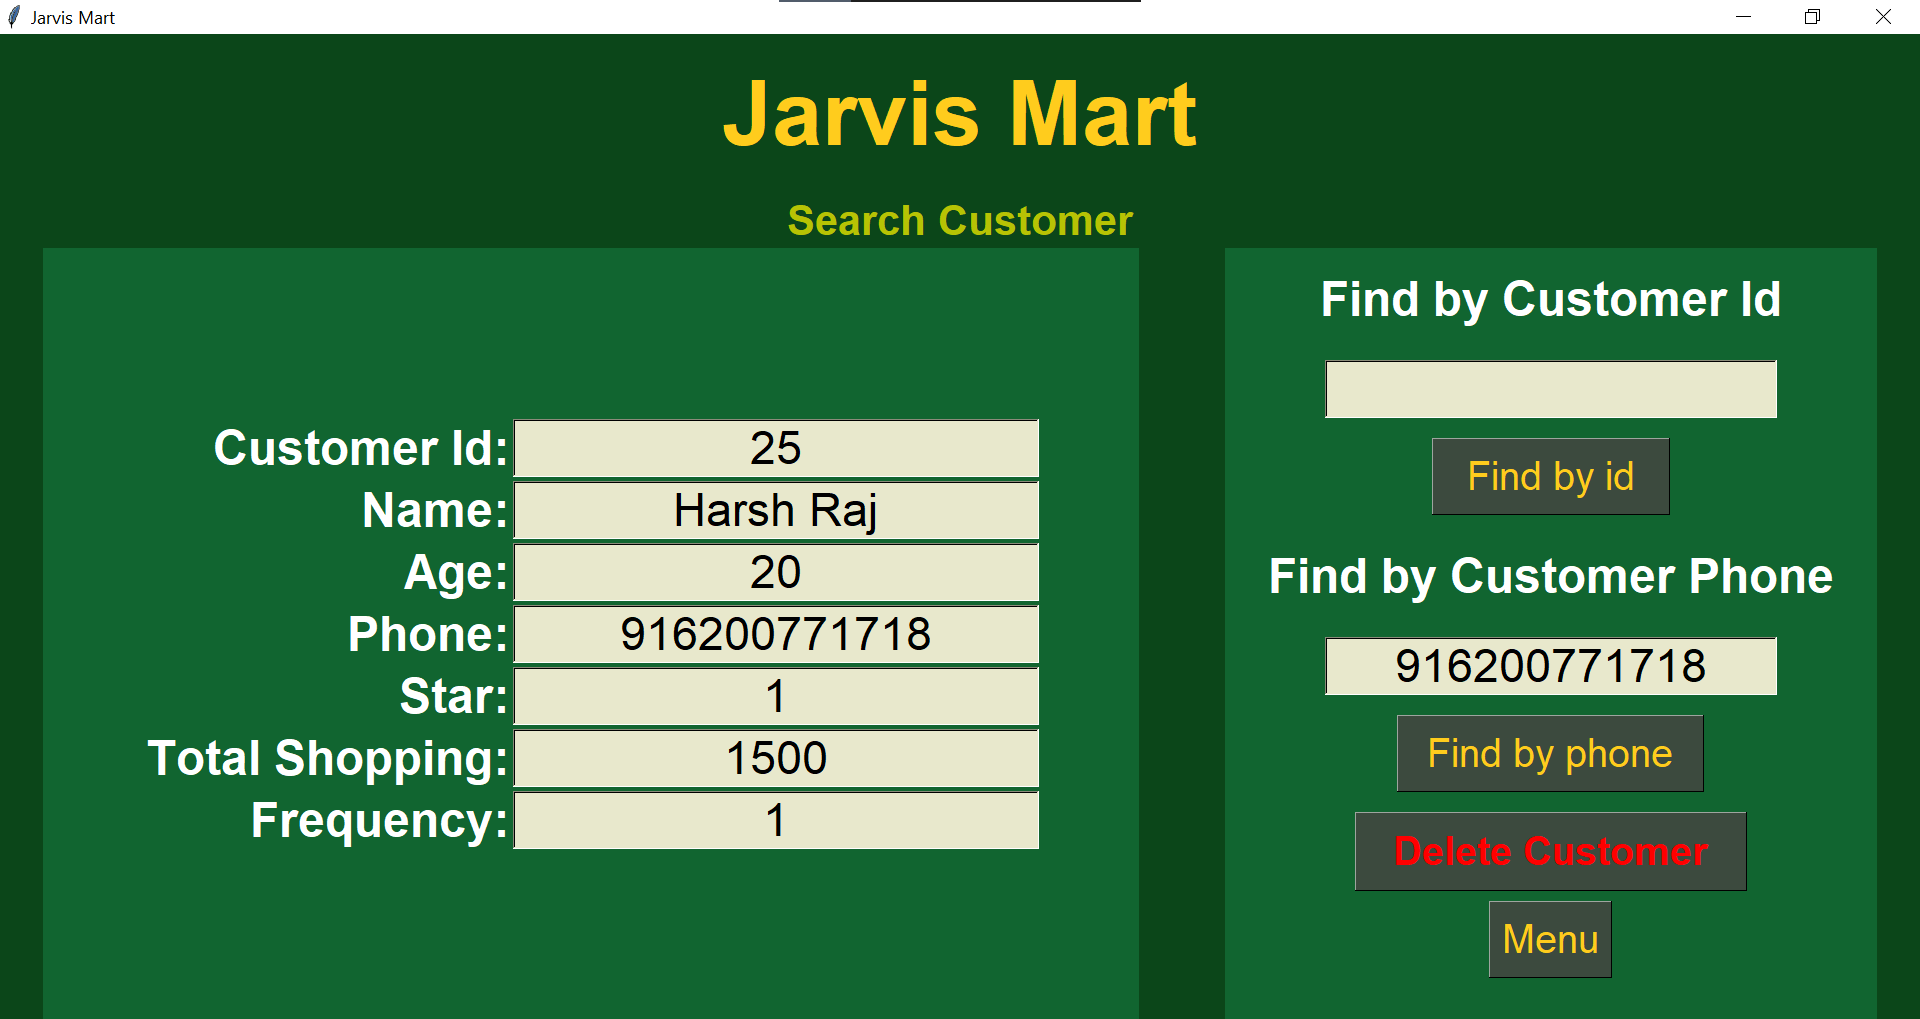 Jarvis Mart
Jarvis Mart
Search Customer
Customer Id: 25
Name: Harsh Raj
Age: 20
Phone: 916200771718
Star: 1
Total Shopping: 1500
Frequency: 1
Find by Customer Id
Find by id
Find by Customer Phone
916200771718
Find by phone
Delete Customer
Menu